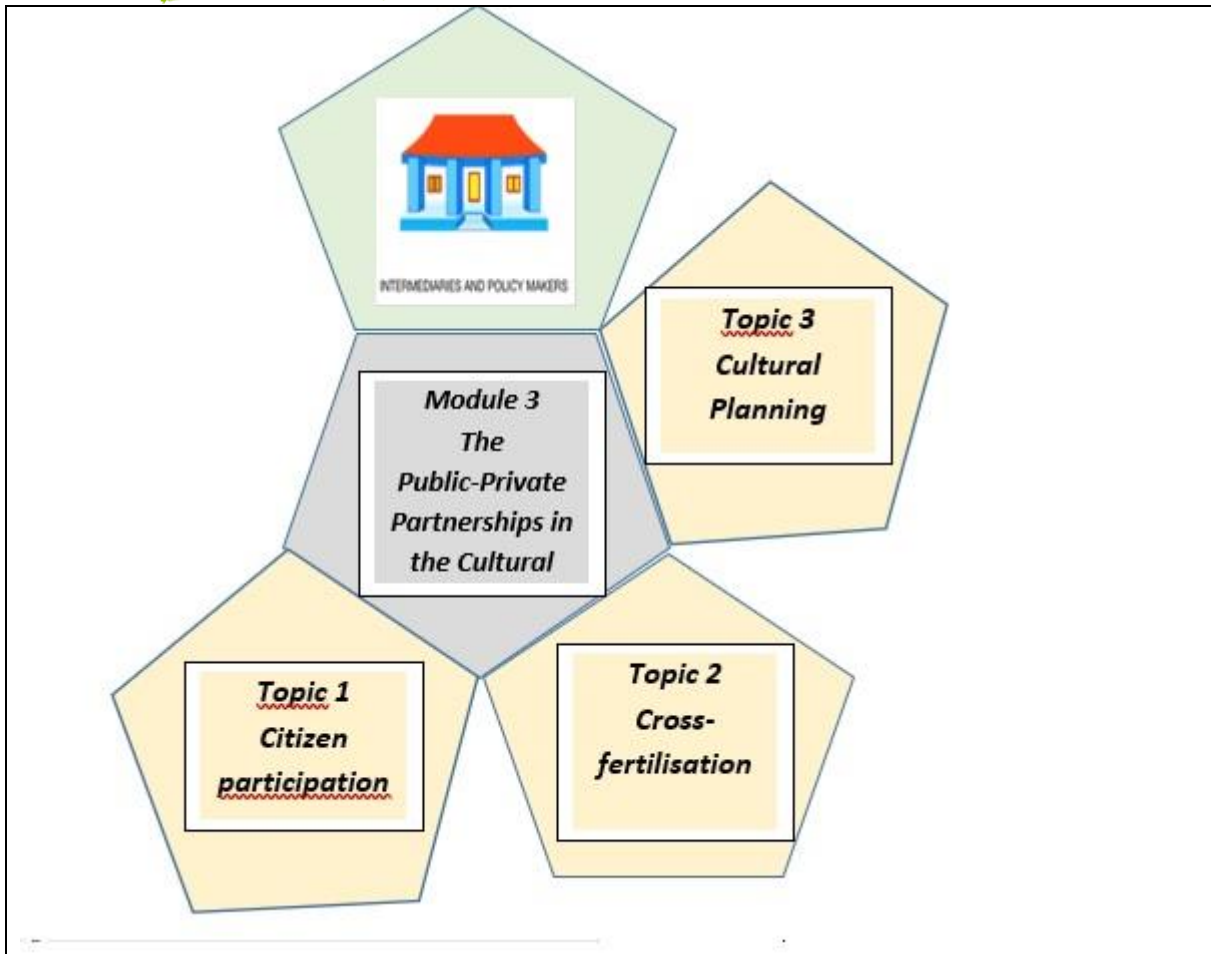 INTERMEDIARIES AND POLICY MAKERS
Topic 3
Cultural
Planning
Module 3
The
Public-Private
Partnerships in
the Cultural
Topic 1
Citizen
participation
Topic 2
Cross-
fertilisation